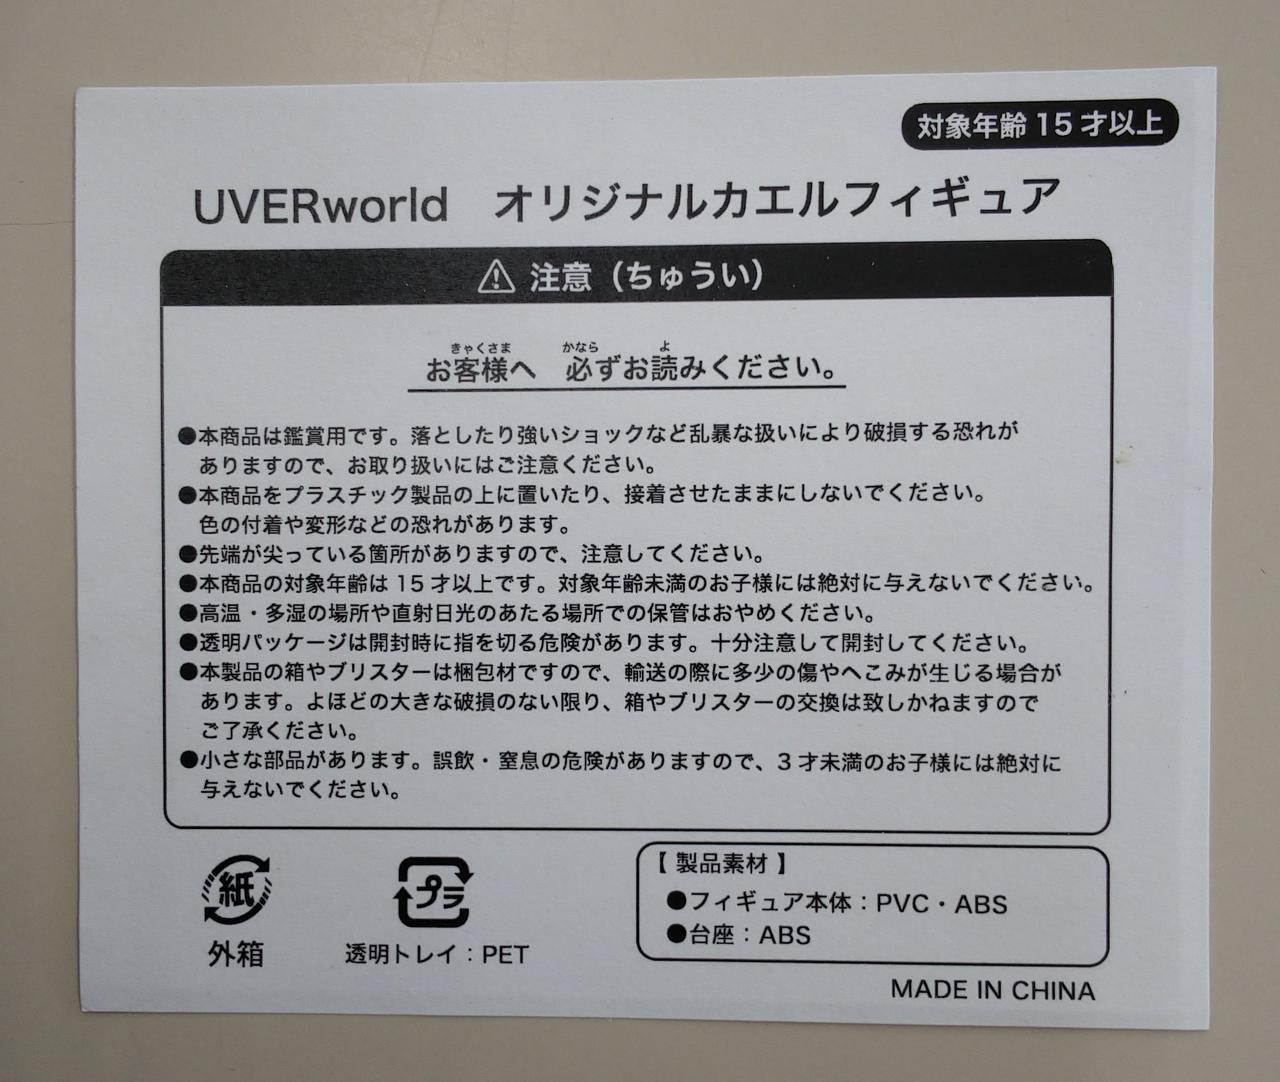 対象年齢 15 才以上
UVERworld　オリジナルカエルフィギュア
⚠ 注意（ちゅうい）
きゃくさま かなら よ
お客様へ　必ずお読みください。
●本商品は鑑賞用です。落としたり強いショックなど乱暴な扱いにより破損する恐れが
ありますので、お取り扱いにはご注意ください。
●本商品をプラスチック製品の上に置いたり、接着させたままにしないでください。
色の付着や変形などの恐れがあります。
●先端が尖っている箇所がありますので、注意してください。
●本商品の対象年齢は 15 才以上です。対象年齢未満のお子様には絶対に与えないでください。
●高温・多湿の場所や直射日光のあたる場所での保管はおやめください。
●透明パッケージは開封時に指を切る危険があります。十分注意して開封してください。
●本製品の箱やブリスターは梱包材ですので、輸送の際に多少の傷やへこみが生じる場合が
あります。よほどの大きな破損のない限り、箱やブリスターの交換は致しかねますので
ご了承ください。
●小さな部品があります。誤飲・窒息の危険がありますので、3 才未満のお子様には絶対に
与えないでください。
紙
外箱
プラ
透明トレイ：PET
【 製品素材 】
●フィギュア本体：PVC・ABS
●台座：ABS
MADE IN CHINA